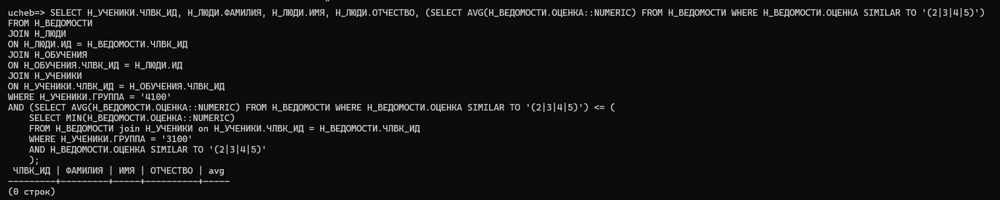 ucheb=> SELECT Н_УЧЕНИКИ.ЧЛВК_ИД, Н_ЛЮДИ.ФАМИЛИЯ, Н_ЛЮДИ.ИМЯ, Н_ЛЮДИ.ОТЧЕСТВО, (SELECT AVG(Н_ВЕДОМОСТИ.ОЦЕНКА::NUMERIC) FROM Н_ВЕДОМОСТИ WHERE Н_ВЕДОМОСТИ.ОЦЕНКА SIMILAR TO '(2|3|4|5)')
FROM Н_ВЕДОМОСТИ
JOIN Н_ЛЮДИ
ON Н_ЛЮДИ.ИД = Н_ВЕДОМОСТИ.ЧЛВК_ИД
JOIN Н_ОБУЧЕНИЯ
ON Н_ОБУЧЕНИЯ.ЧЛВК_ИД = Н_ЛЮДИ.ИД
JOIN Н_УЧЕНИКИ
ON Н_УЧЕНИКИ.ЧЛВК_ИД = Н_ОБУЧЕНИЯ.ЧЛВК_ИД
WHERE Н_УЧЕНИКИ.ГРУППА = '4100'
AND (SELECT AVG(Н_ВЕДОМОСТИ.ОЦЕНКА::NUMERIC) FROM Н_ВЕДОМОСТИ WHERE Н_ВЕДОМОСТИ.ОЦЕНКА SIMILAR TO '(2|3|4|5)') <= (
    SELECT MIN(Н_ВЕДОМОСТИ.ОЦЕНКА::NUMERIC)
    FROM Н_ВЕДОМОСТИ join Н_УЧЕНИКИ on Н_УЧЕНИКИ.ЧЛВК_ИД = Н_ВЕДОМОСТИ.ЧЛВК_ИД
    WHERE Н_УЧЕНИКИ.ГРУППА = '3100'
    AND Н_ВЕДОМОСТИ.ОЦЕНКА SIMILAR TO '(2|3|4|5)'
    );
 ЧЛВК_ИД | ФАМИЛИЯ | ИМЯ | ОТЧЕСТВО | avg
---------+---------+-----+----------+-----
(0 строк)